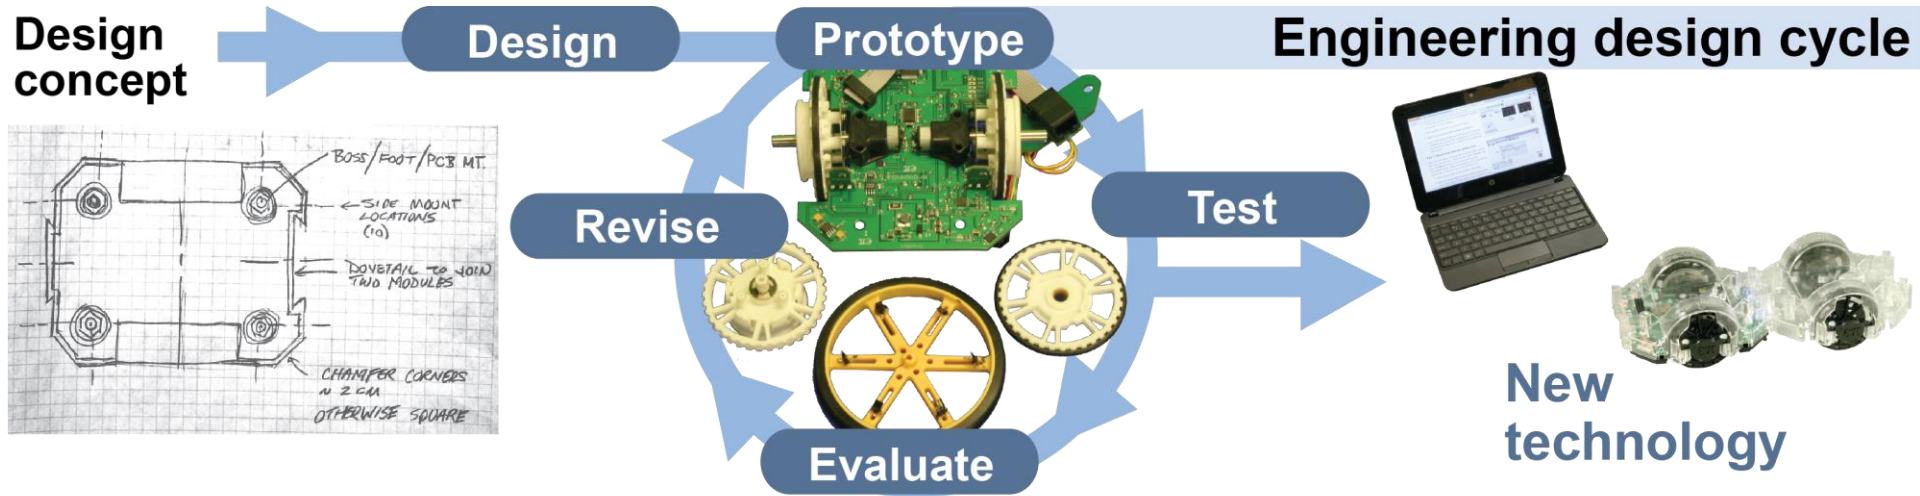 Design
concept
Design
Prototype
Engineering design cycle
BOSS/FOOT/PCB MT.
SIDE MOUNT
LOCATIONS
(10)
DOVETAIL TO JOIN
TWO MODULES
CHAMFER CORNERS
~ 2 CM
OTHERWISE SQUARE
Revise
Test
Evaluate
New
technology